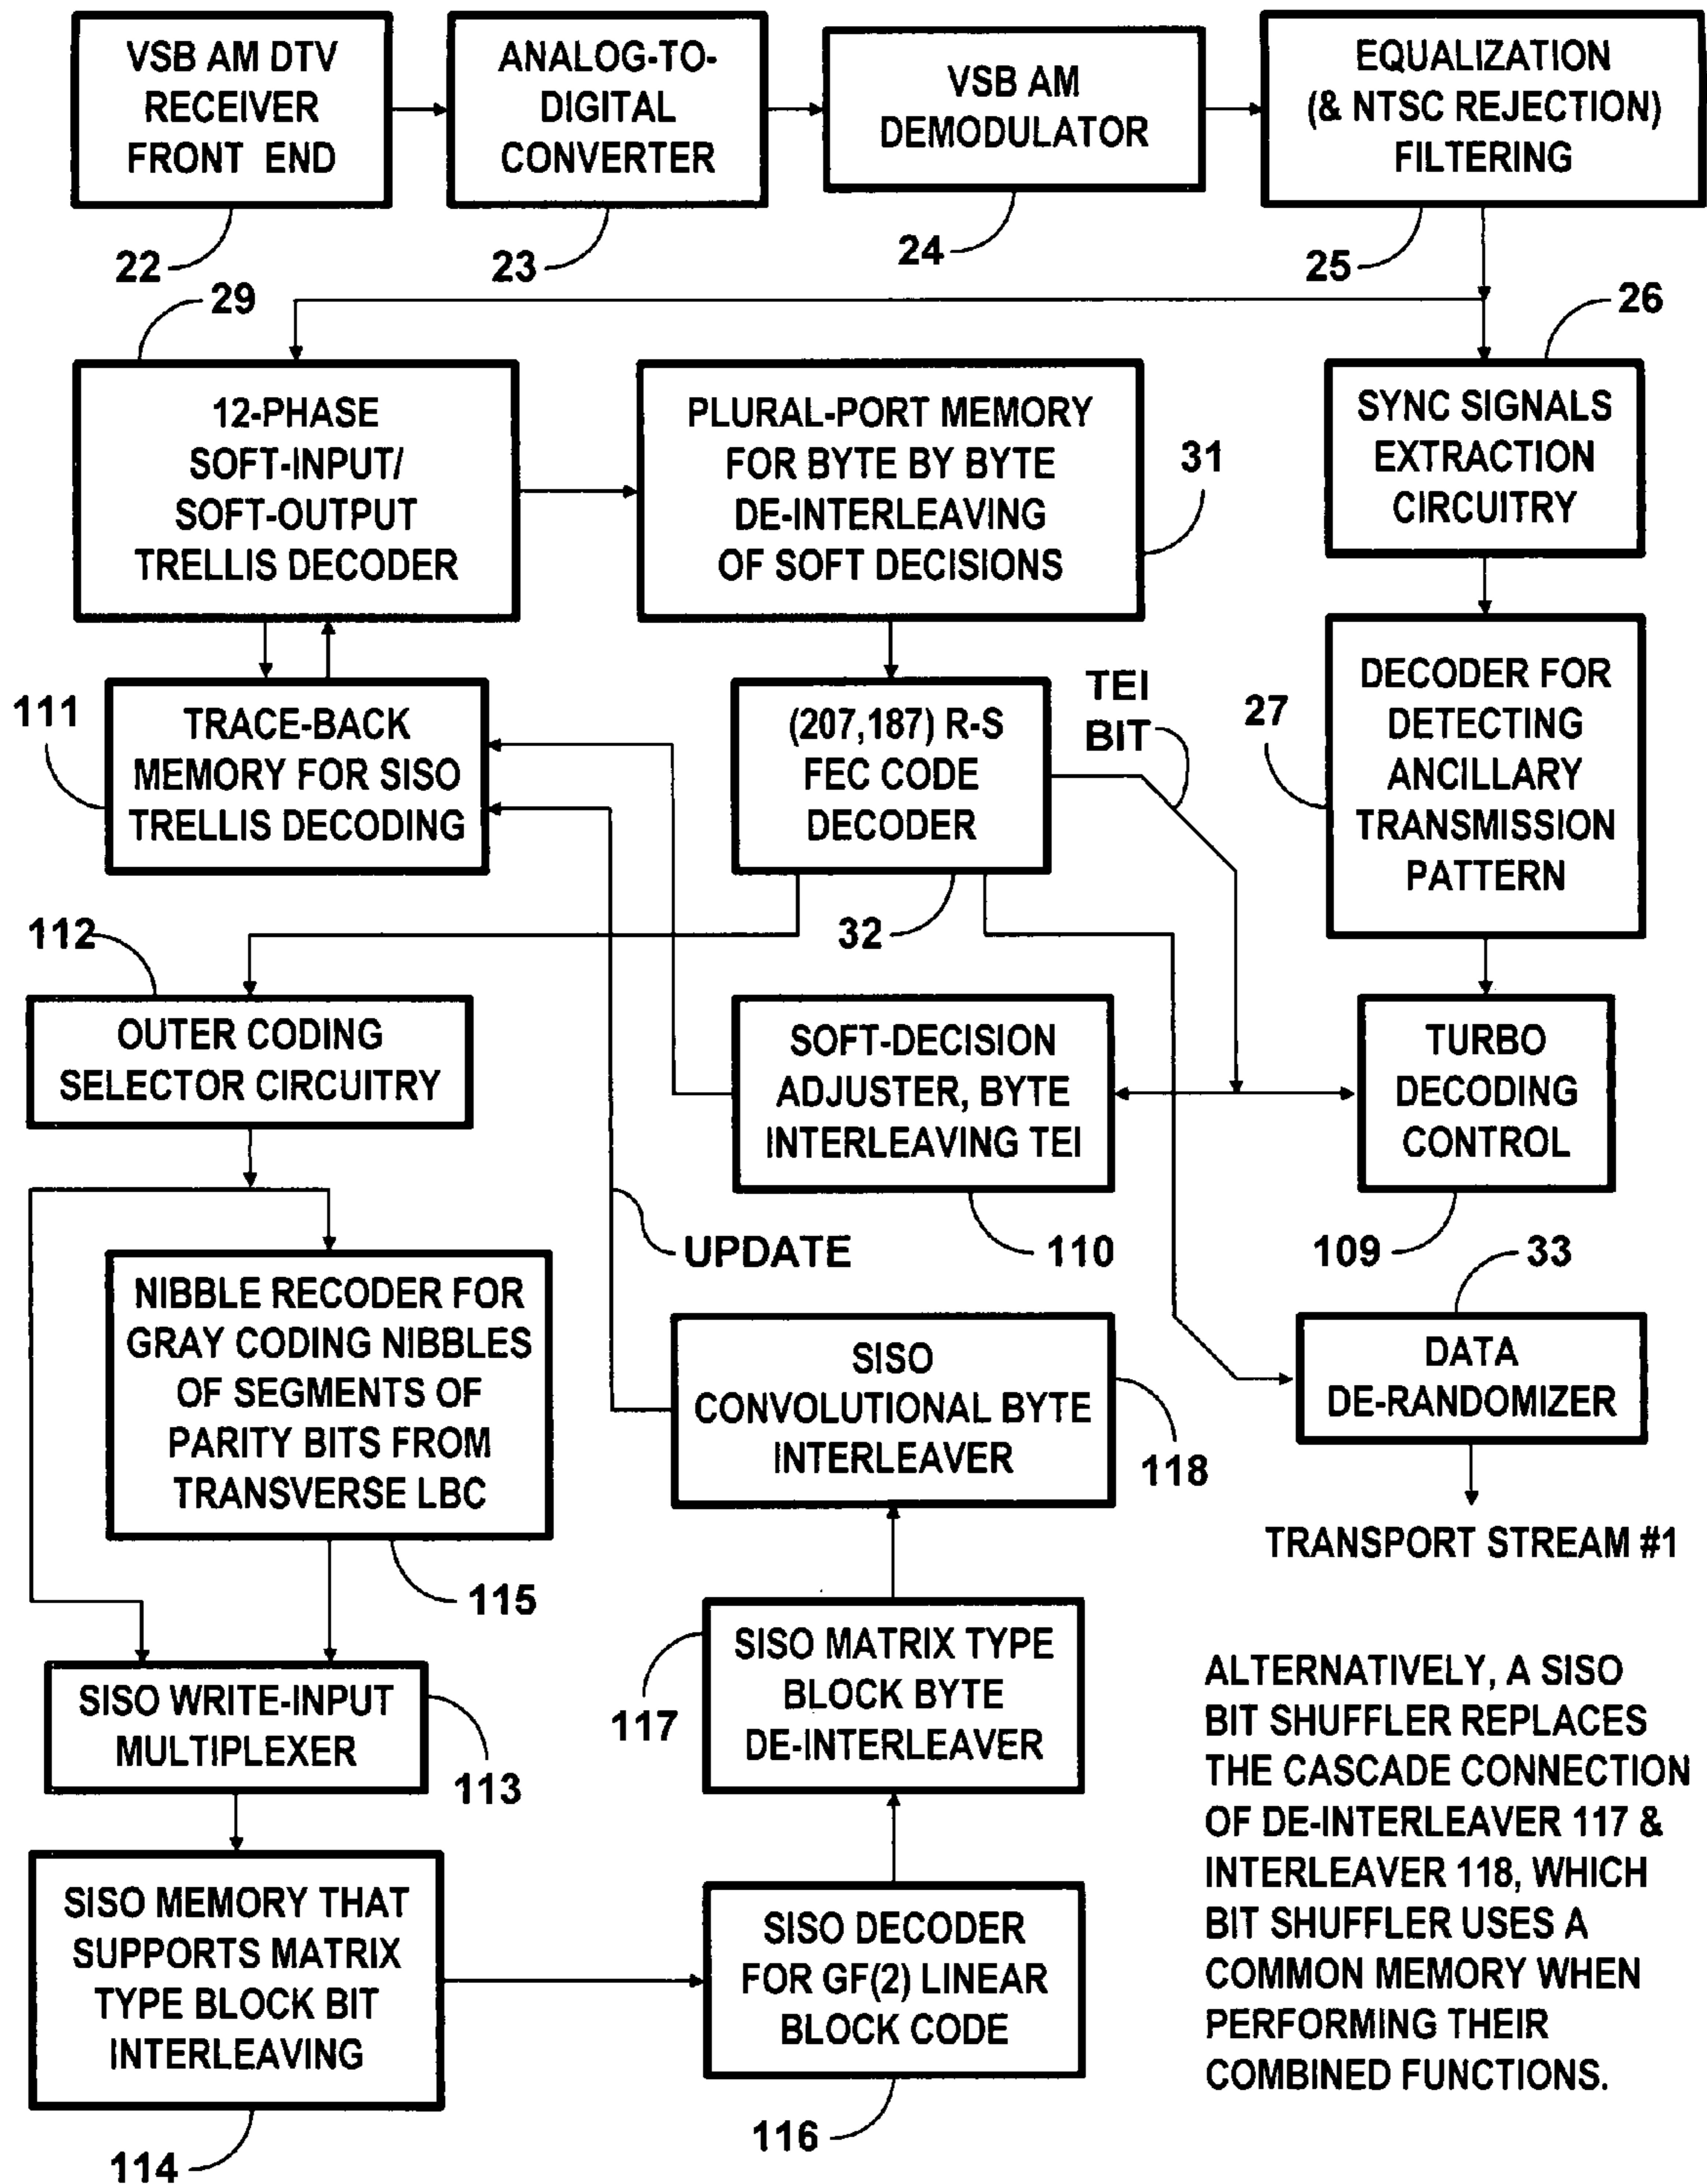 VSB AM DTV
RECEIVER
FRONT END
22
ANALOG-TO-
DIGITAL
CONVERTER
23
VSB AM
DEMODULATOR
24
EQUALIZATION
(& NTSC REJECTION)
FILTERING
25
29
12-PHASE
SOFT-INPUT/
SOFT-OUTPUT
TRELLIS DECODER
PLURAL-PORT MEMORY
FOR BYTE BY BYTE
DE-INTERLEAVING
OF SOFT DECISIONS
31
26
SYNC SIGNALS
EXTRACTION
CIRCUITRY
111
TRACE-BACK
MEMORY FOR SISO
TRELLIS DECODING
(207,187) R-S
FEC CODE
DECODER
32
TEI
BIT
27
DECODER FOR
DETECTING
ANCILLARY
TRANSMISSION
PATTERN
112
OUTER CODING
SELECTOR CIRCUITRY
SOFT-DECISION
ADJUSTER, BYTE
INTERLEAVING TEI
110
TURBO
DECODING
CONTROL
109
UPDATE
33
NIBBLE RECODER FOR
GRAY CODING NIBBLES
OF SEGMENTS OF
PARITY BITS FROM
TRANSVERSE LBC
115
SISO
CONVOLUTIONAL BYTE
INTERLEAVER
118
DATA
DE-RANDOMIZER
TRANSPORT STREAM #1
SISO WRITE-INPUT
MULTIPLEXER
113
SISO MATRIX TYPE
BLOCK BYTE
DE-INTERLEAVER
117
SISO MEMORY THAT
SUPPORTS MATRIX
TYPE BLOCK BIT
INTERLEAVING
114
SISO DECODER
FOR GF(2) LINEAR
BLOCK CODE
116
ALTERNATIVELY, A SISO
BIT SHUFFLER REPLACES
THE CASCADE CONNECTION
OF DE-INTERLEAVER 117 &
INTERLEAVER 118, WHICH
BIT SHUFFLER USES A
COMMON MEMORY WHEN
PERFORMING THEIR
COMBINED FUNCTIONS.